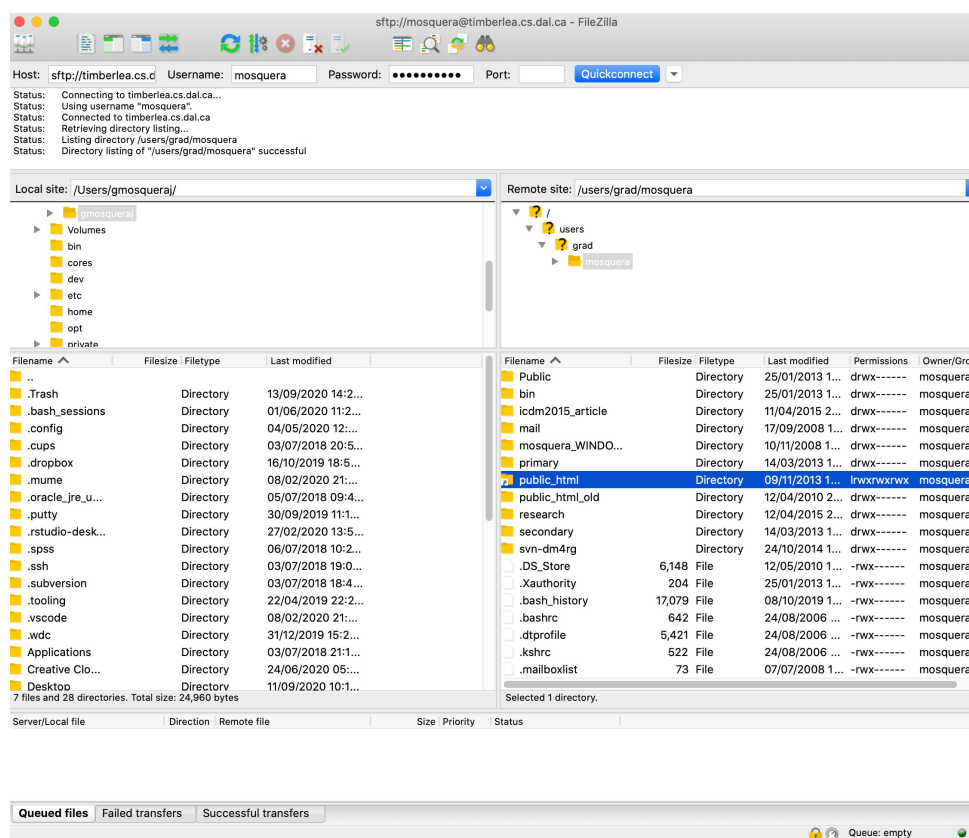 sftp://mosquera@timberlea.cs.dal.ca - FileZilla
Host: sftp://timberlea.cs.d Username: mosquera Password: ●●●●●●●●●● Port: Quickconnect
Status: Connecting to timberlea.cs.dal.ca...
Status: Using username "mosquera".
Status: Connected to timberlea.cs.dal.ca
Status: Retrieving directory listing...
Status: Listing directory /users/grad/mosquera
Status: Directory listing of "/users/grad/mosquera" successful
Local site: /Users/gmosqueraj/
gmosqueraj
Volumes
bin
cores
dev
etc
home
opt
private
Remote site: /users/grad/mosquera
/
users
grad
mosquera
Filename Filesize Filetype Last modified
..
.Trash Directory 13/09/2020 14:2...
.bash_sessions Directory 01/06/2020 11:2...
.config Directory 04/05/2020 12:...
.cups Directory 03/07/2018 20:5...
.dropbox Directory 16/10/2019 18:5...
.mume Directory 08/02/2020 21:...
.oracle_jre_u... Directory 05/07/2018 09:4...
.putty Directory 30/09/2019 11:1...
.rstudio-desk... Directory 27/02/2020 13:5...
.spss Directory 06/07/2018 10:2...
.ssh Directory 03/07/2018 19:0...
.subversion Directory 03/07/2018 18:4...
.tooling Directory 22/04/2019 22:2...
.vscode Directory 08/02/2020 21:...
.wdc Directory 31/12/2019 15:2...
Applications Directory 03/07/2018 21:1...
Creative Clo... Directory 24/06/2020 05:...
Desktop Directory 11/09/2020 10:1...
7 files and 28 directories. Total size: 24,960 bytes
Filename Filesize Filetype Last modified Permissions Owner/Gro
Public Directory 25/01/2013 1... drwx------ mosquera
bin Directory 25/01/2013 1... drwx------ mosquera
icdm2015_article Directory 11/04/2015 2... drwx------ mosquera
mail Directory 17/09/2008 1... drwx------ mosquera
mosquera_WINDO... Directory 10/11/2008 1... drwx------ mosquera
primary Directory 14/03/2013 1... drwx------ mosquera
public_html Directory 09/11/2013 1... lrwxrwxrwx mosquera
public_html_old Directory 12/04/2010 2... drwx------ mosquera
research Directory 12/04/2015 2... drwx------ mosquera
secondary Directory 14/03/2013 1... drwx------ mosquera
svn-dm4rg Directory 24/10/2014 1... drwx------ mosquera
.DS_Store 6,148 File 12/05/2010 1... -rwx------ mosquera
.Xauthority 204 File 25/01/2013 1... -rwx------ mosquera
.bash_history 17,079 File 08/10/2019 1... -rwx------ mosquera
.bashrc 642 File 24/08/2006 ... -rwx------ mosquera
.dtprofile 5,421 File 24/08/2006 ... -rwx------ mosquera
.kshrc 522 File 24/08/2006 ... -rwx------ mosquera
.mailboxlist 73 File 07/07/2008 1... -rwx------ mosquera
Selected 1 directory.
Server/Local file Direction Remote file Size Priority Status
Queued files Failed transfers Successful transfers
Queue: empty